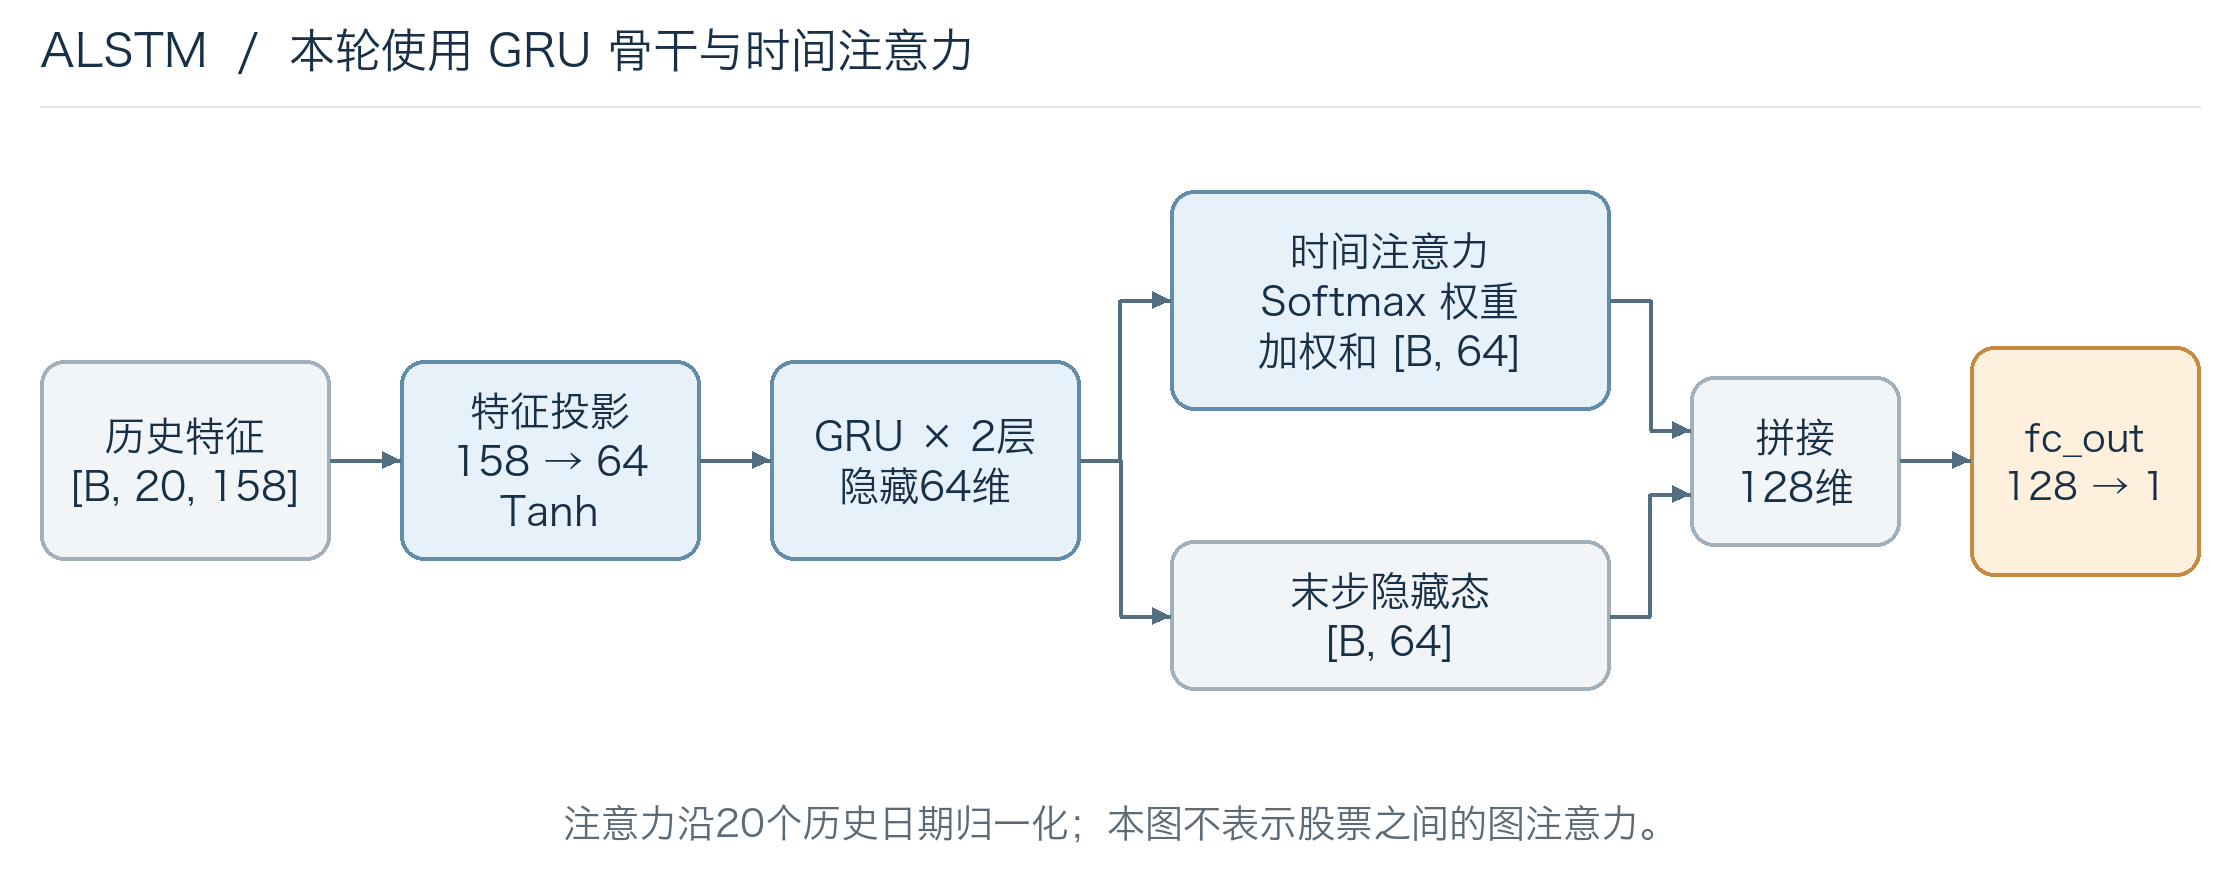 ALSTM / 本轮使用 GRU 骨干与时间注意力
历史特征
[B, 20, 158]
特征投影
158 → 64
Tanh
GRU × 2层
隐藏64维
时间注意力
Softmax 权重
加权和 [B, 64]
末步隐藏态
[B, 64]
拼接
128维
fc_out
128 → 1
注意力沿20个历史日期归一化；本图不表示股票之间的图注意力。